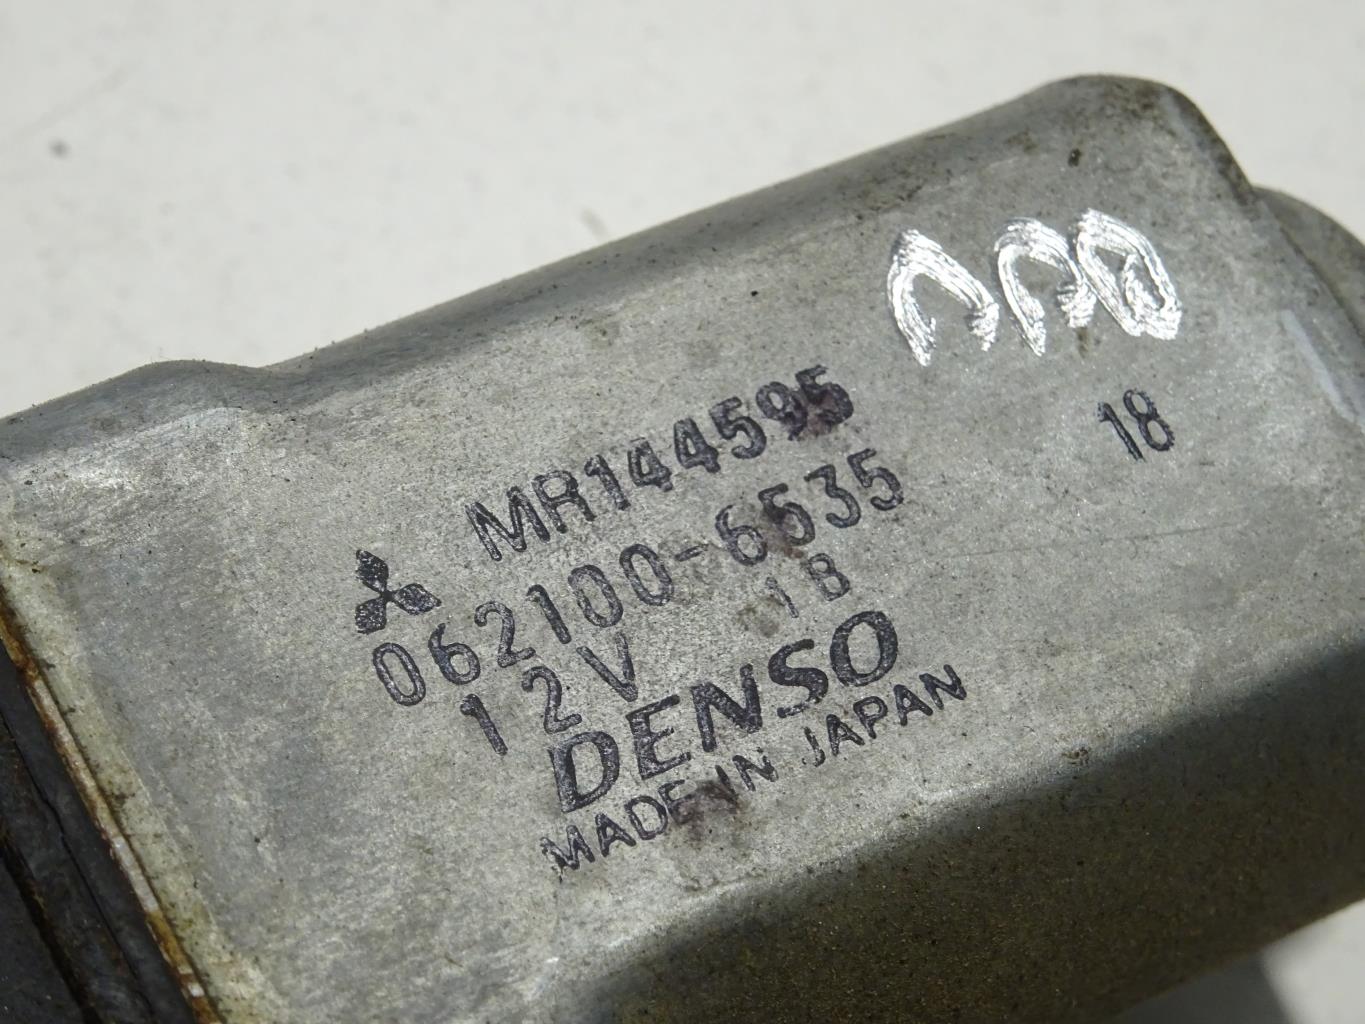 MR144595
18
062100-6535
12V 1B
DENSO
MADE IN JAPAN